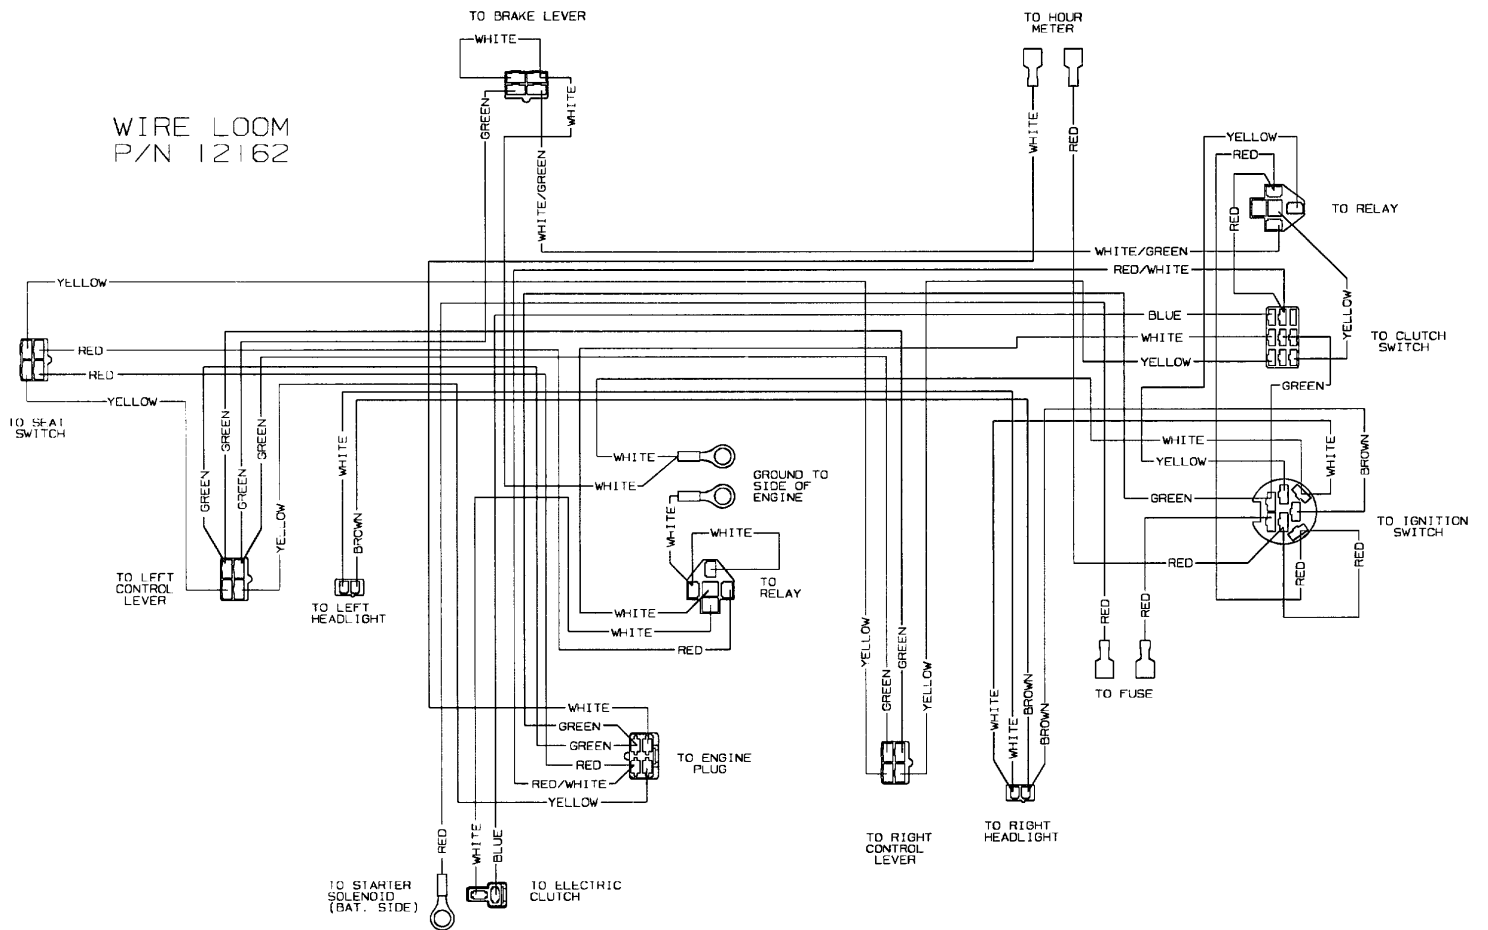 TO BRAKE LEVER
WHITE
TO HOUR
METER
WIRE LOOM
P/N 12162
GREEN
WHITE
WHITE/GREEN
WHITE
RED
YELLOW
RED
RED
TO RELAY
WHITE/GREEN
RED/WHITE
YELLOW
YELLOW
BLUE
WHITE
YELLOW
TO CLUTCH
SWITCH
GREEN
RED
RED
YELLOW
TO SEAT
SWITCH
GREEN
GREEN
GREEN
GREEN
YELLOW
WHITE
BROWN
WHITE
WHITE
GROUND TO
SIDE OF
ENGINE
WHITE
WHITE
TO
RELAY
WHITE
WHITE
RED
WHITE
YELLOW
GREEN
WHITE
BROWN
TO IGNITION
SWITCH
RED
RED
RED
RED
RED
TO FUSE
TO LEFT
CONTROL
LEVER
TO LEFT
HEADLIGHT
YELLOW
GREEN
GREEN
YELLOW
WHITE
WHITE
BROWN
BROWN
WHITE
GREEN
GREEN
RED
RED/WHITE
YELLOW
TO ENGINE
PLUG
RED
WHITE
BLUE
TO RIGHT
CONTROL
LEVER
TO RIGHT
HEADLIGHT
TO STARTER
SOLENOID
(BAT. SIDE)
TO ELECTRIC
CLUTCH